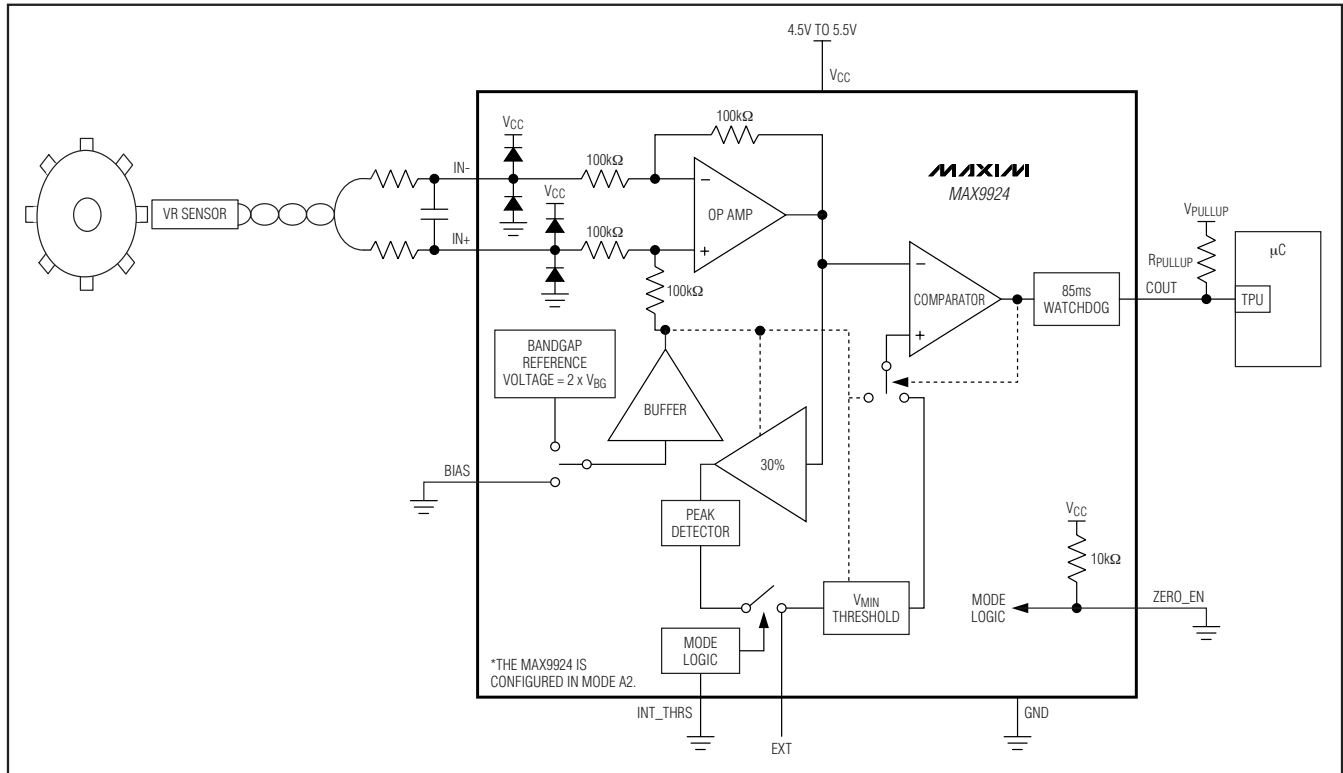 4.5V TO 5.5V
VCC
MAXIM
MAX9924
VCC
100kΩ
100kΩ
IN-
VCC
OP AMP
VR SENSOR
IN+
100kΩ
100kΩ
VPULLUP
RPULLUP
µC
TPU
COMPARATOR
85ms
WATCHDOG
COUT
BANDGAP
REFERENCE
VOLTAGE = 2 x VBG
BUFFER
30%
BIAS
PEAK
DETECTOR
VCC
10kΩ
VMIN
THRESHOLD
MODE
LOGIC
ZERO_EN
MODE
LOGIC
*THE MAX9924 IS
CONFIGURED IN MODE A2.
INT_THRS
EXT
GND